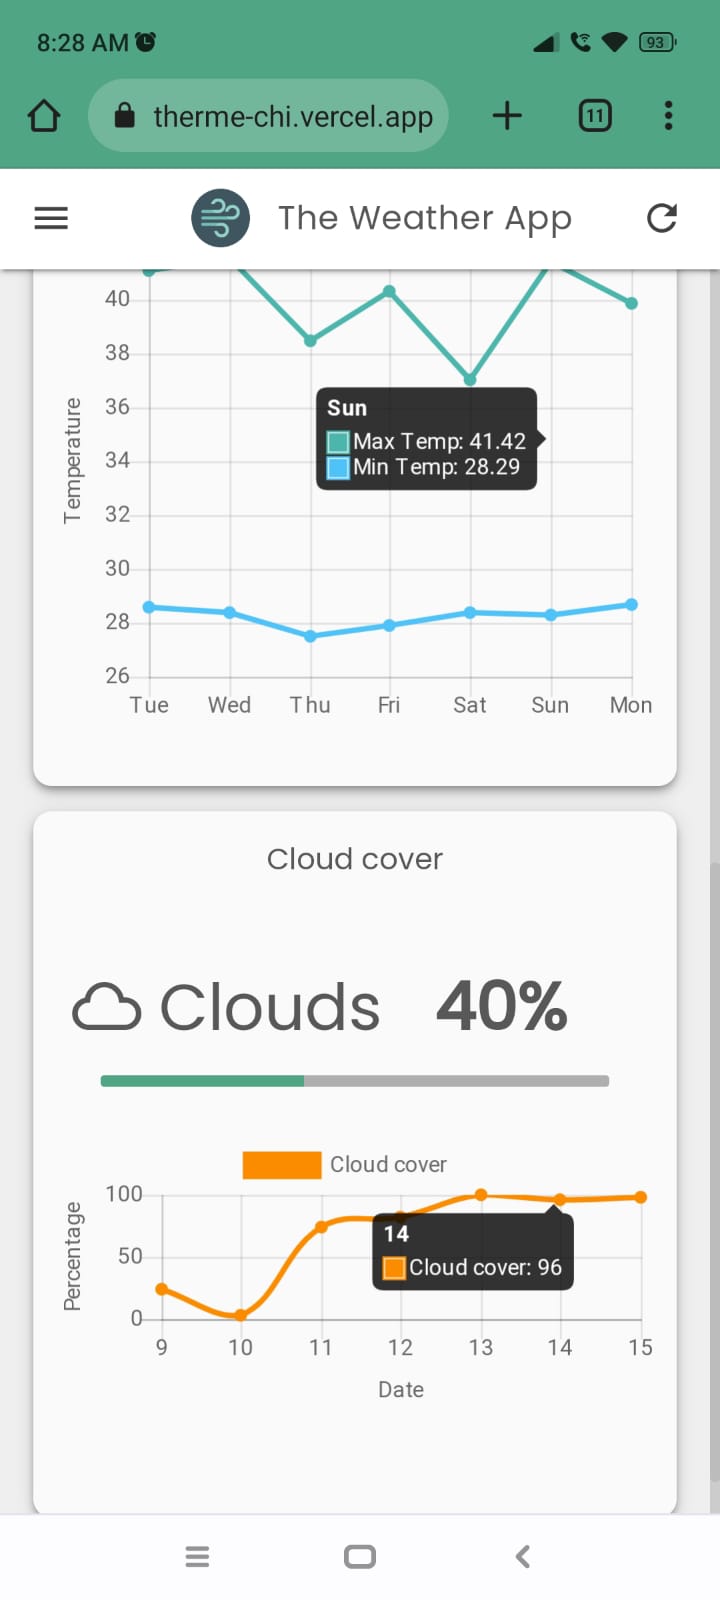 8:28 AM
93
therme-chi.vercel.app
11
The Weather App
40
38
36
34
32
30
28
26
Temperature
Sun
Max Temp: 41.42
Min Temp: 28.29
Tue Wed Thu Fri Sat Sun Mon
Cloud cover
Clouds 40%
Cloud cover
100
50
0
Percentage
14
Cloud cover: 96
9 10 11 12 13 14 15
Date